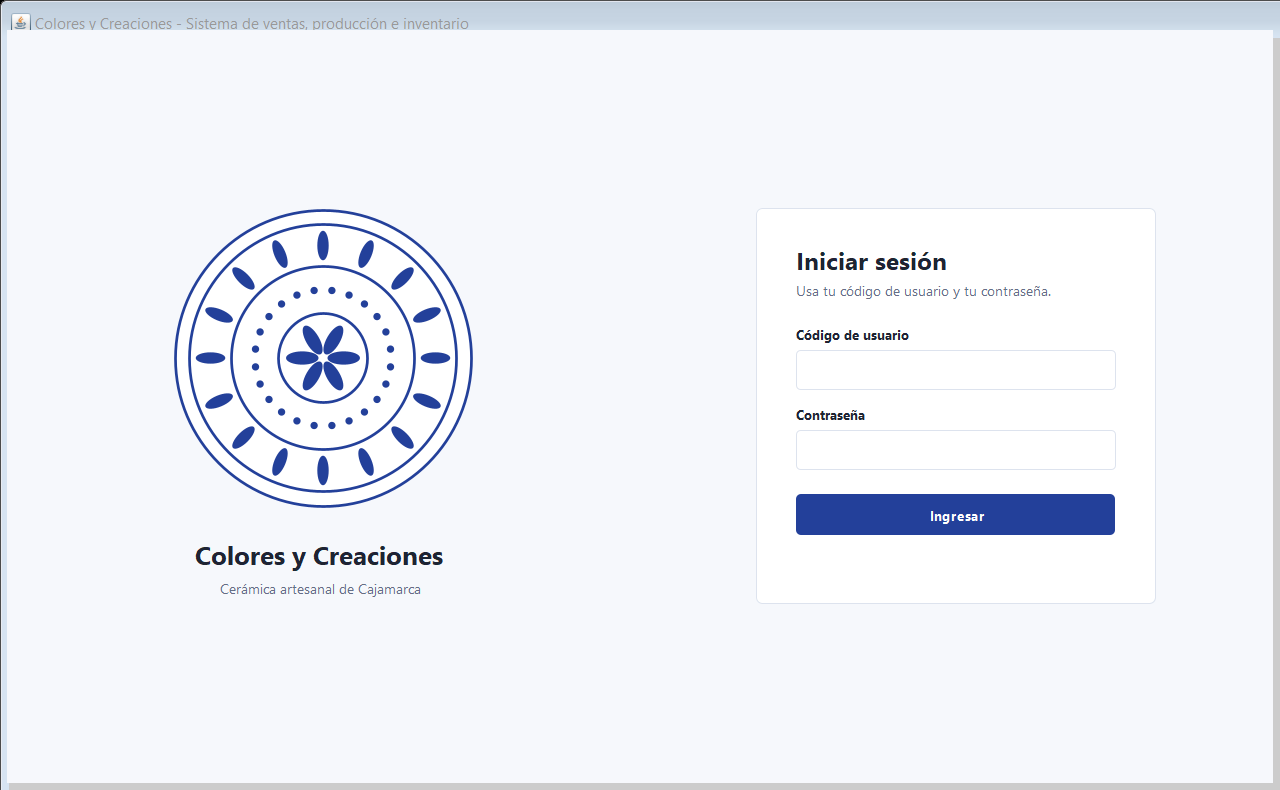 Colores y Creaciones - Sistema de ventas, producción e inventario
Colores y Creaciones
Cerámica artesanal de Cajamarca
Iniciar sesión
Usa tu código de usuario y tu contraseña.
Código de usuario
Contraseña
Ingresar